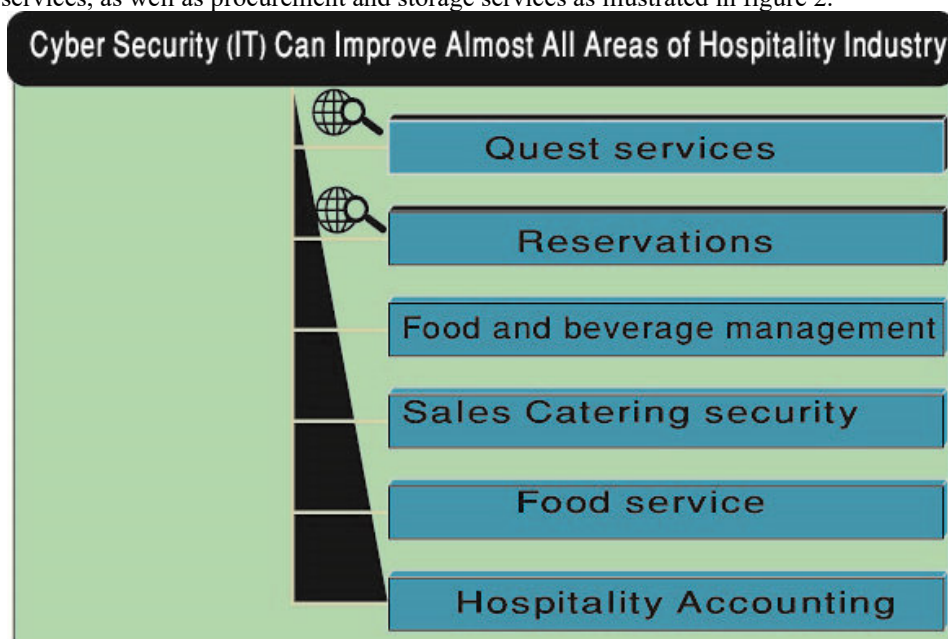 services, as well as procurement and storage services as illustrated in figure 2.
Cyber Security (IT) Can Improve Almost All Areas of Hospitality Industry
Quest services
Reservations
Food and beverage management
Sales Catering security
Food service
Hospitality Accounting